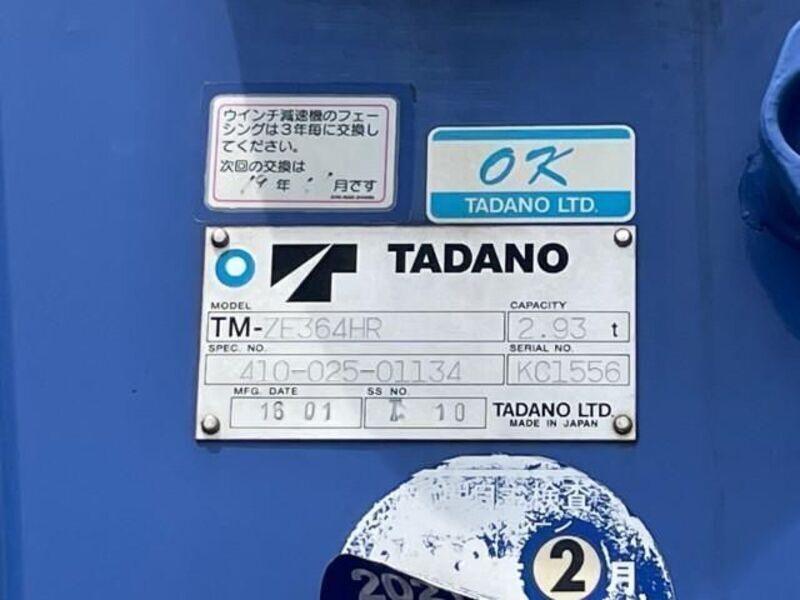 ウインチ減速機のフェー
シングは3年毎に交換し
てください。
次回の交換は
19年 月です
OK
TADANO LTD.
TADANO
MODEL
TM-ZE364HR
CAPACITY
2.93 t
SPEC. NO.
410-025-01134
SERIAL NO.
KC1556
MFG. DATE
16 01
SS NO.
I 10
TADANO LTD.
MADE IN JAPAN
2月